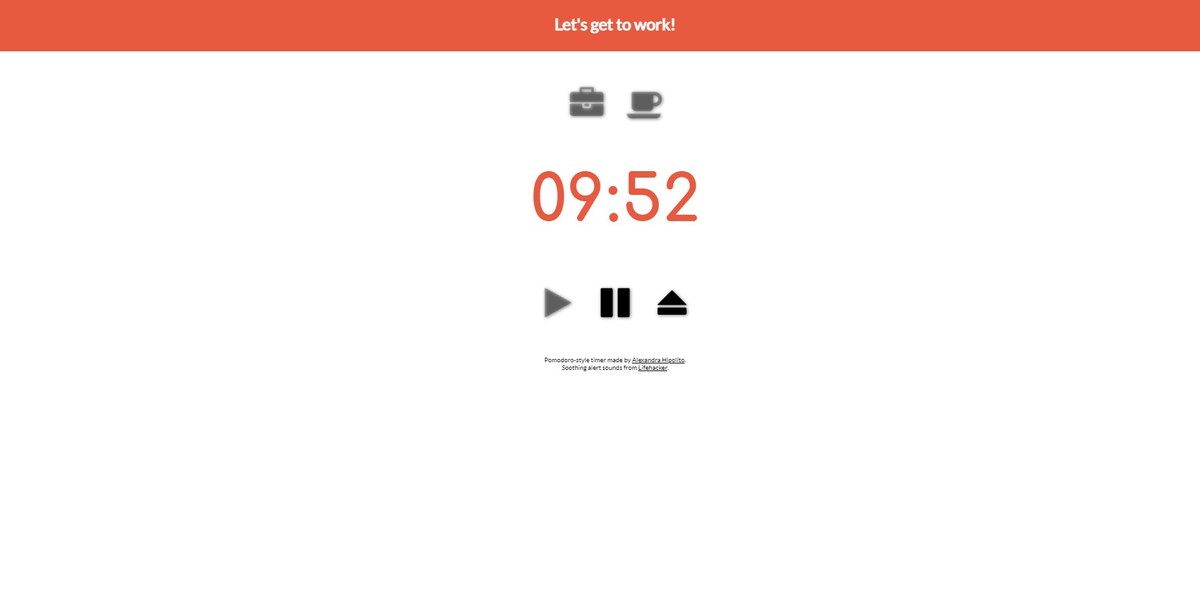 Let's get to work!
09:52
Pomodoro-style timer made by Alexandra Hipolito.
Soothing alert sounds from Lifehacker.